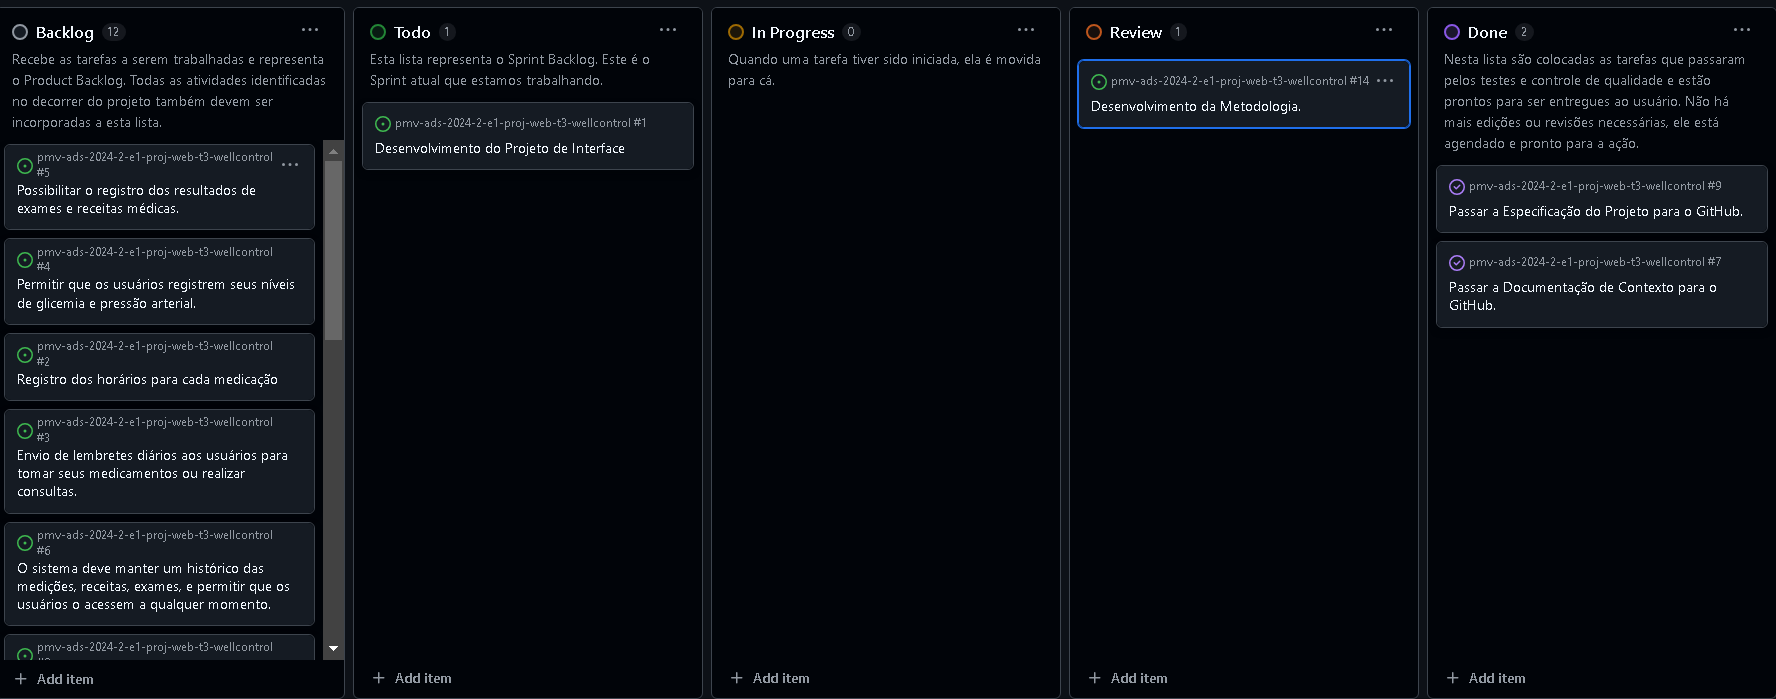 Backlog 12
Recebe as tarefas a serem trabalhadas e representa
o Product Backlog. Todas as atividades identificadas
no decorrer do projeto também devem ser
incorporadas a esta lista.
pmv-ads-2024-2-e1-proj-web-t3-wellcontrol
#5
Possibilitar o registro dos resultados de
exames e receitas médicas.
pmv-ads-2024-2-e1-proj-web-t3-wellcontrol
#4
Permitir que os usuários registrem seus níveis
de glicemia e pressão arterial.
pmv-ads-2024-2-e1-proj-web-t3-wellcontrol
#2
Registro dos horários para cada medicação
pmv-ads-2024-2-e1-proj-web-t3-wellcontrol
#3
Envio de lembretes diários aos usuários para
tomar seus medicamentos ou realizar
consultas.
pmv-ads-2024-2-e1-proj-web-t3-wellcontrol
#6
O sistema deve manter um histórico das
medições, receitas, exames, e permitir que os
usuários o acessem a qualquer momento.
pmv-ads-2024-2-e1-proj-web-t3-wellcontrol
+ Add item
Todo 1
Esta lista representa o Sprint Backlog. Este é o
Sprint atual que estamos trabalhando.
pmv-ads-2024-2-e1-proj-web-t3-wellcontrol #1
Desenvolvimento do Projeto de Interface
+ Add item
In Progress 0
Quando uma tarefa tiver sido iniciada, ela é movida
para cá.
+ Add item
Review 1
pmv-ads-2024-2-e1-proj-web-t3-wellcontrol #14
Desenvolvimento da Metodologia.
+ Add item
Done 2
Nesta lista são colocadas as tarefas que passaram
pelos testes e controle de qualidade e estão
prontos para ser entregues ao usuário. Não há
mais edições ou revisões necessárias, ele está
agendado e pronto para a ação.
pmv-ads-2024-2-e1-proj-web-t3-wellcontrol #9
Passar a Especificação do Projeto para o GitHub.
pmv-ads-2024-2-e1-proj-web-t3-wellcontrol #7
Passar a Documentação de Contexto para o
GitHub.
+ Add item